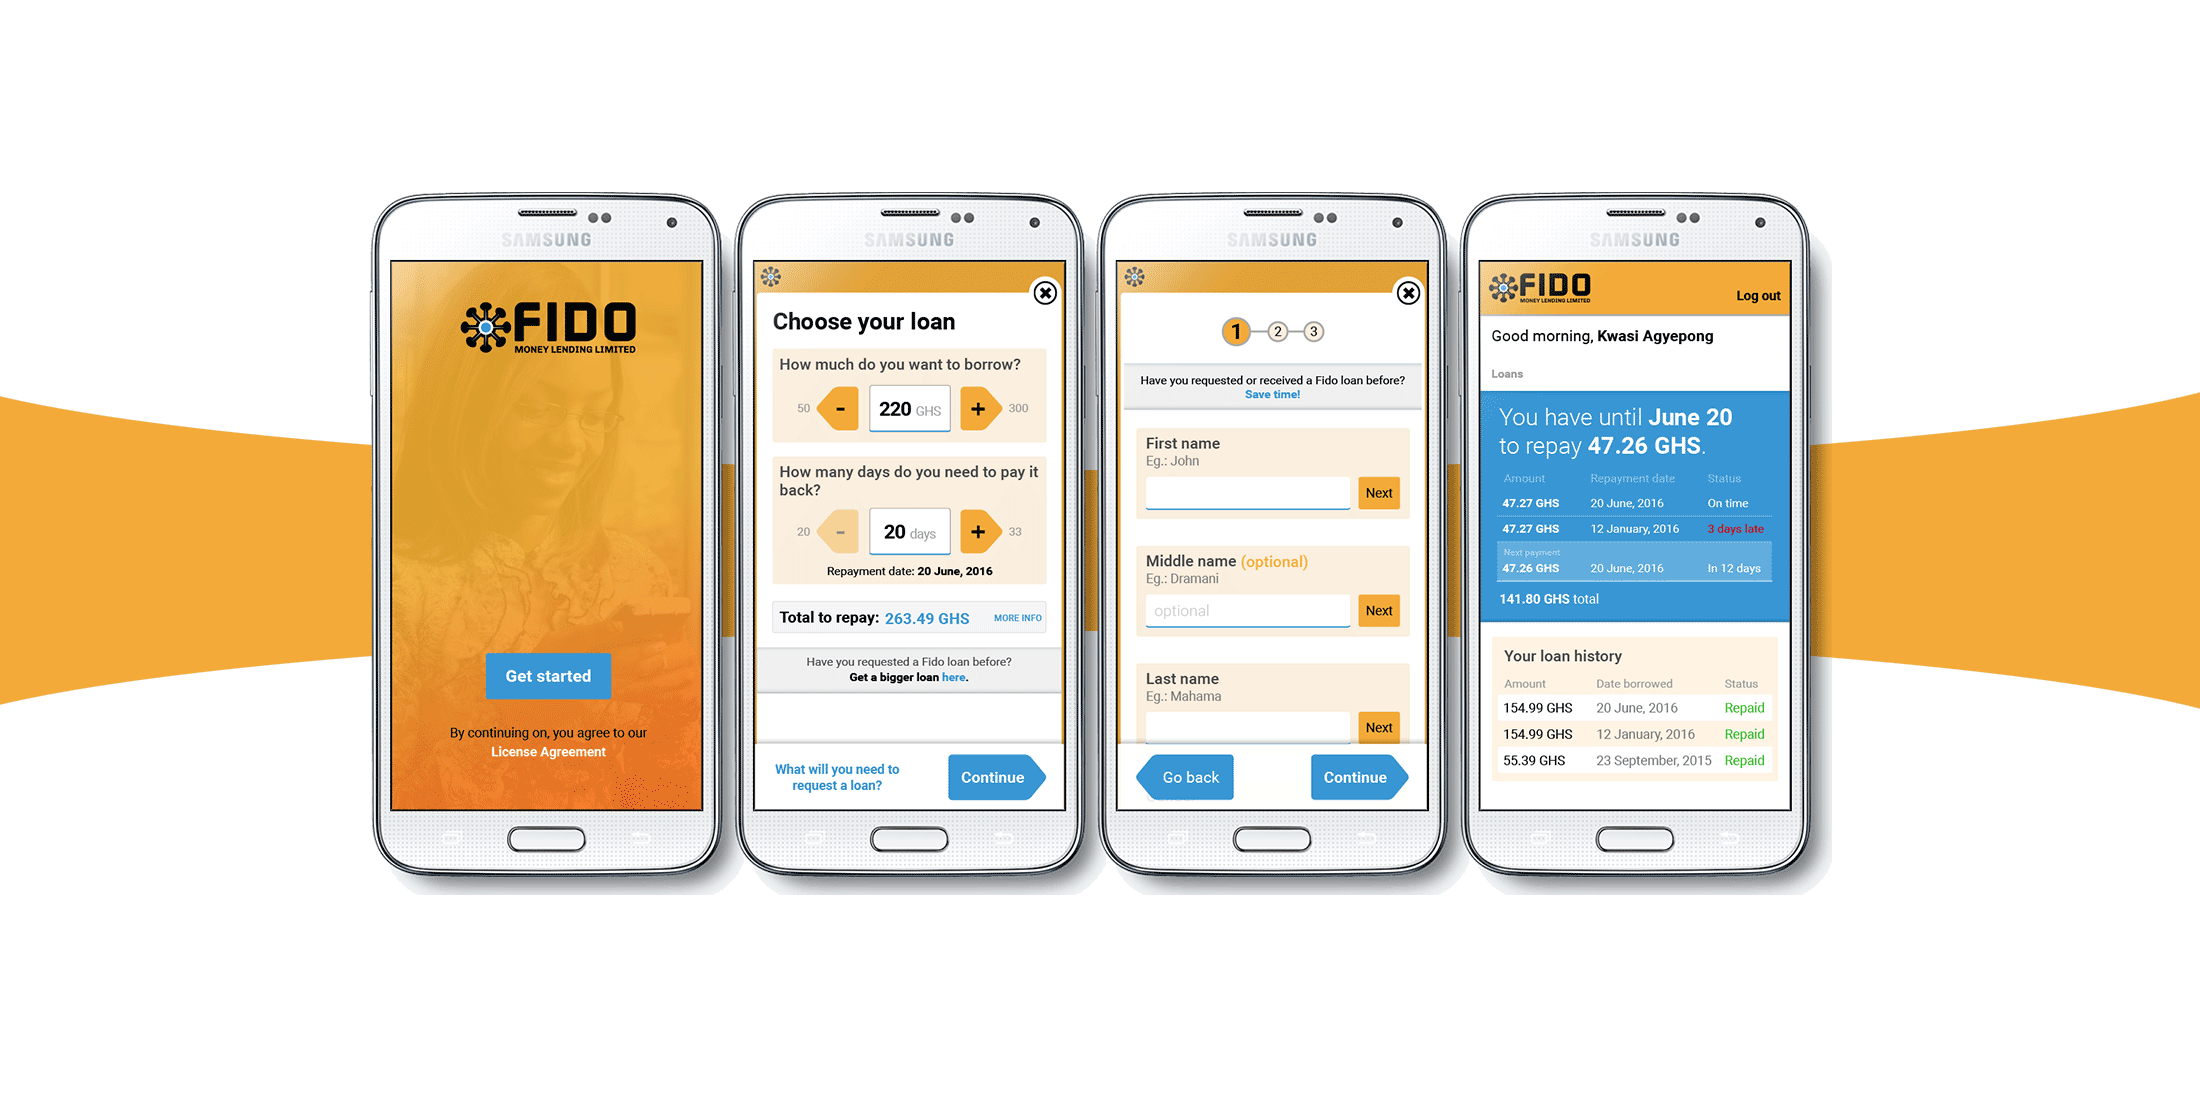 SAMSUNG
FIDO
MONEY LENDING LIMITED
Get started
By continuing on, you agree to our
License Agreement
SAMSUNG
Choose your loan
How much do you want to borrow?
50 - 220 GHS + 300
How many days do you need to pay it
back?
20 - 20 days + 33
Repayment date: 20 June, 2016
Total to repay: 263.49 GHS MORE INFO
Have you requested a Fido loan before?
Get a bigger loan here.
What will you need to
request a loan?
Continue
SAMSUNG
1 2 3
Have you requested or received a Fido loan before?
Save time!
First name
Eg.: John
Next
Middle name (optional)
Eg.: Dramani
optional Next
Last name
Eg.: Mahama
Next
Go back Continue
SAMSUNG
FIDO
MONEY LENDING LIMITED
Log out
Good morning, Kwasi Agyepong
Loans
You have until June 20
to repay 47.26 GHS.
Amount Repayment date Status
47.27 GHS 20 June, 2016 On time
47.27 GHS 12 January, 2016 3 days late
Next payment
47.26 GHS 20 June, 2016 In 12 days
141.80 GHS total
Your loan history
Amount Date borrowed Status
154.99 GHS 20 June, 2016 Repaid
154.99 GHS 12 January, 2016 Repaid
55.39 GHS 23 September, 2015 Repaid